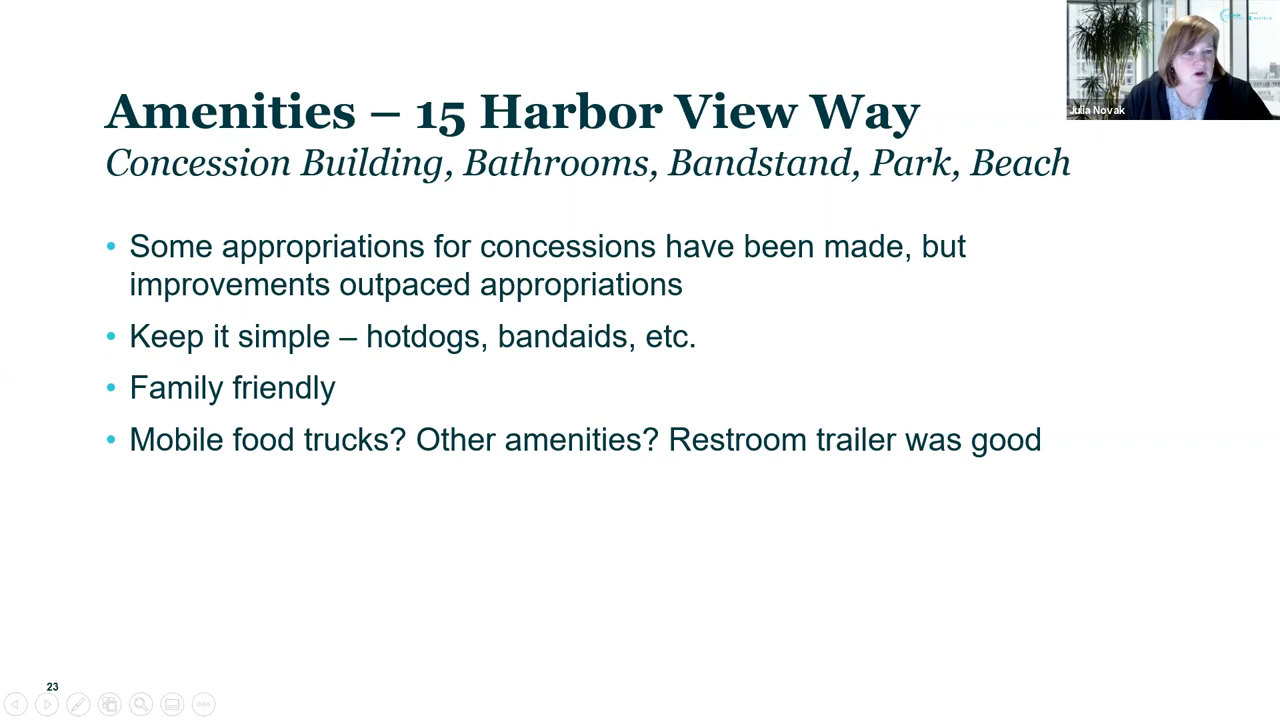 Amenities – 15 Harbor View Way
Concession Building, Bathrooms, Bandstand, Park, Beach
• Some appropriations for concessions have been made, but
improvements outpaced appropriations
• Keep it simple – hotdogs, bandaids, etc.
• Family friendly
• Mobile food trucks? Other amenities? Restroom trailer was good
Julia Novak
23